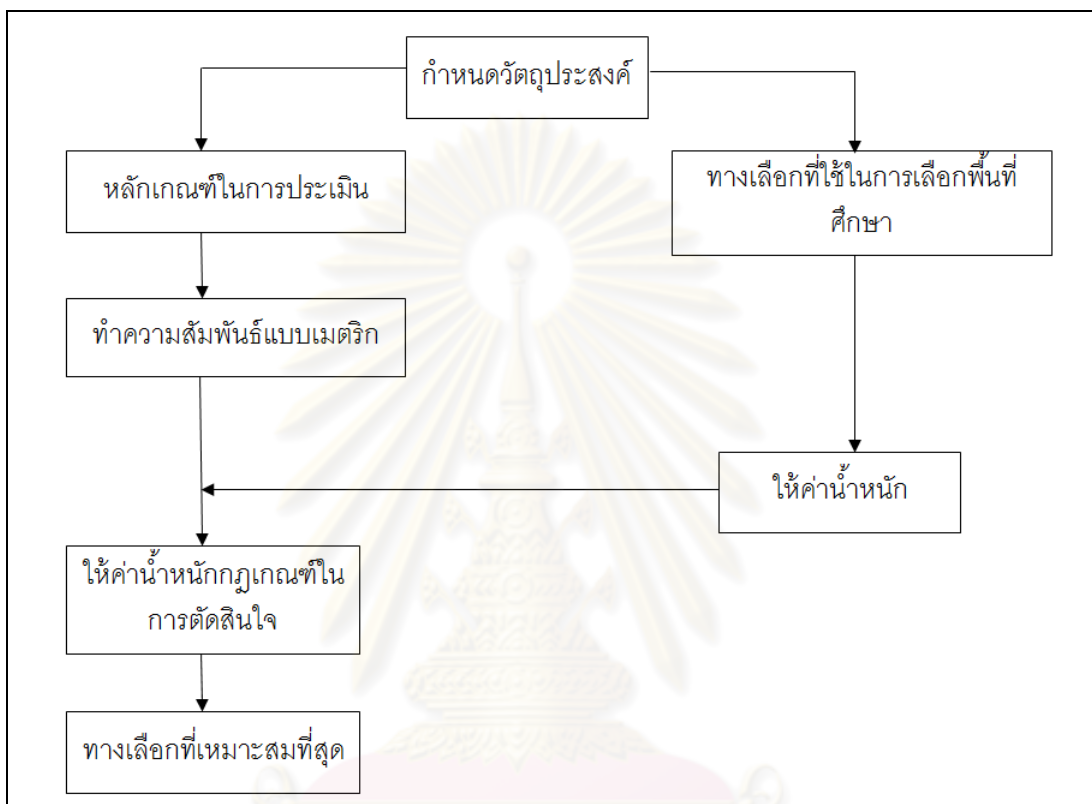 กำหนดวัตถุประสงค์
หลักเกณฑ์ในการประเมิน
ทางเลือกที่ใช้ในการเลือกพื้นที่
ศึกษา
ทำความสัมพันธ์แบบเมตริก
ให้ค่าน้ำหนัก
ให้ค่าน้ำหนักกฎเกณฑ์ใน
การตัดสินใจ
ทางเลือกที่เหมาะสมที่สุด